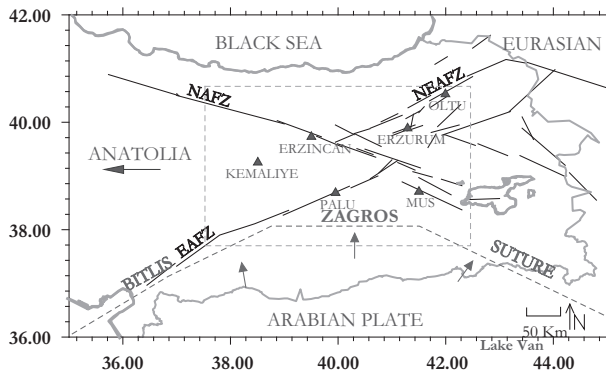 42.00
BLACK SEA
EURASIAN
NAFZ
NEAFZ
OLTU
40.00
ERZINCAN
ERZURUM
ANATOLIA
KEMALIYE
PALU
MUS
ZAGROS
38.00
BITLIS
EAFZ
SUTURE
ARABIAN PLATE
N
50 Km
36.00
Lake Van
36.00
38.00
40.00
42.00
44.00